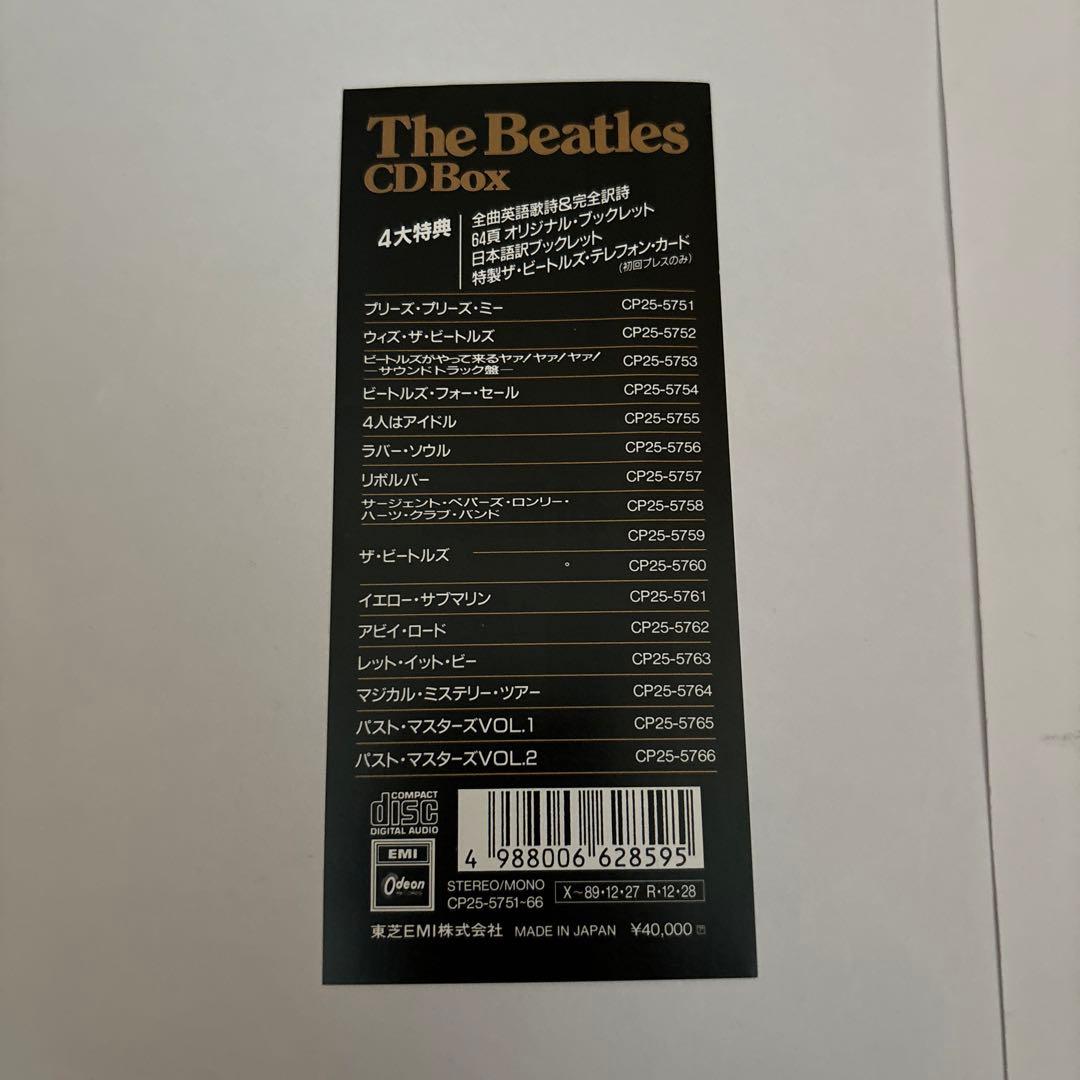 The Beatles
CD Box
4大特典
全曲英語歌詩&完全訳詩
64頁 オリジナル・ブックレット
日本語訳ブックレット
特製ザ・ビートルズ・テレフォン・カード
(初回プレスのみ)
プリーズ・プリーズ・ミー CP25-5751
ウィズ・ザ・ビートルズ CP25-5752
ビートルズがやって来るヤァ!ヤァ!ヤァ!
―サウンドトラック盤― CP25-5753
ビートルズ・フォー・セール CP25-5754
4人はアイドル CP25-5755
ラバー・ソウル CP25-5756
リボルバー CP25-5757
サージェント・ペパーズ・ロンリー・
ハーツ・クラブ・バンド CP25-5758
ザ・ビートルズ CP25-5759
CP25-5760
イエロー・サブマリン CP25-5761
アビイ・ロード CP25-5762
レット・イット・ビー CP25-5763
マジカル・ミステリー・ツアー CP25-5764
パスト・マスターズVOL.1 CP25-5765
パスト・マスターズVOL.2 CP25-5766
COMPACT
disc
DIGITAL AUDIO
4 988006 628595
EMI
Odeon
STEREO/MONO
CP25-5751~66
X~89・12・27 R・12・28
東芝EMI株式会社 MADE IN JAPAN ¥40,000